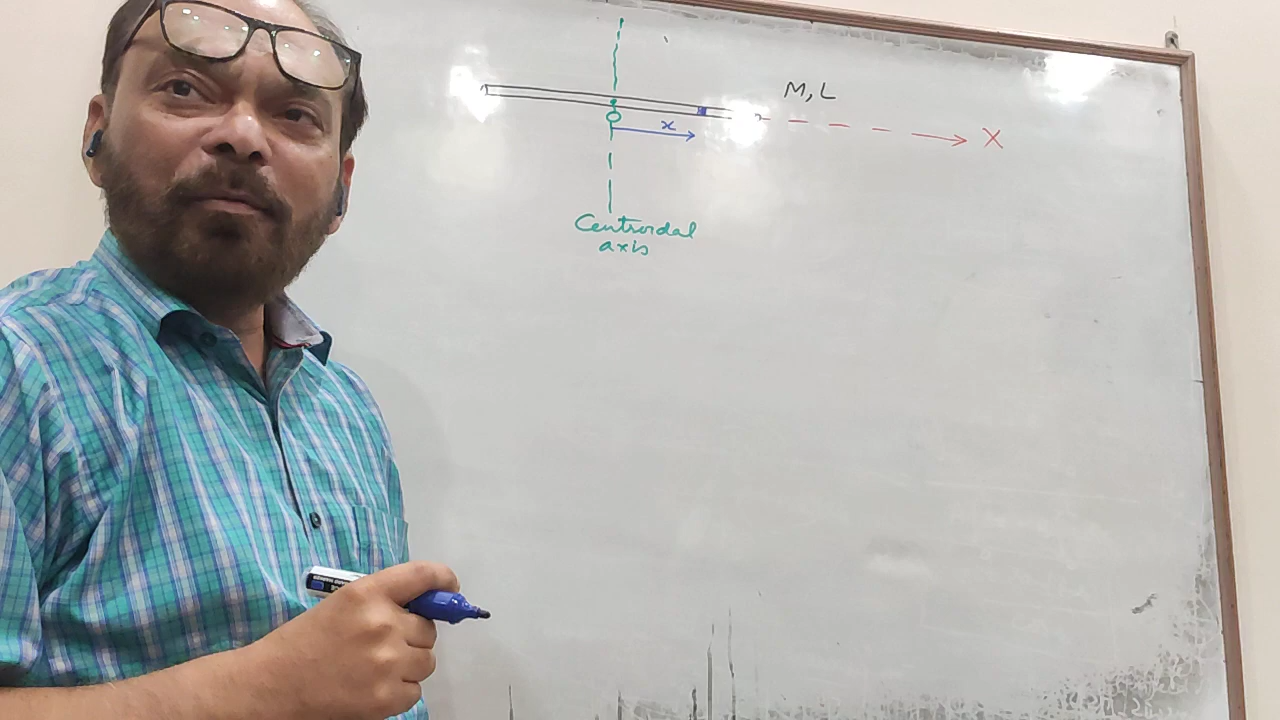 M, L
x
X
Centroidal
axis